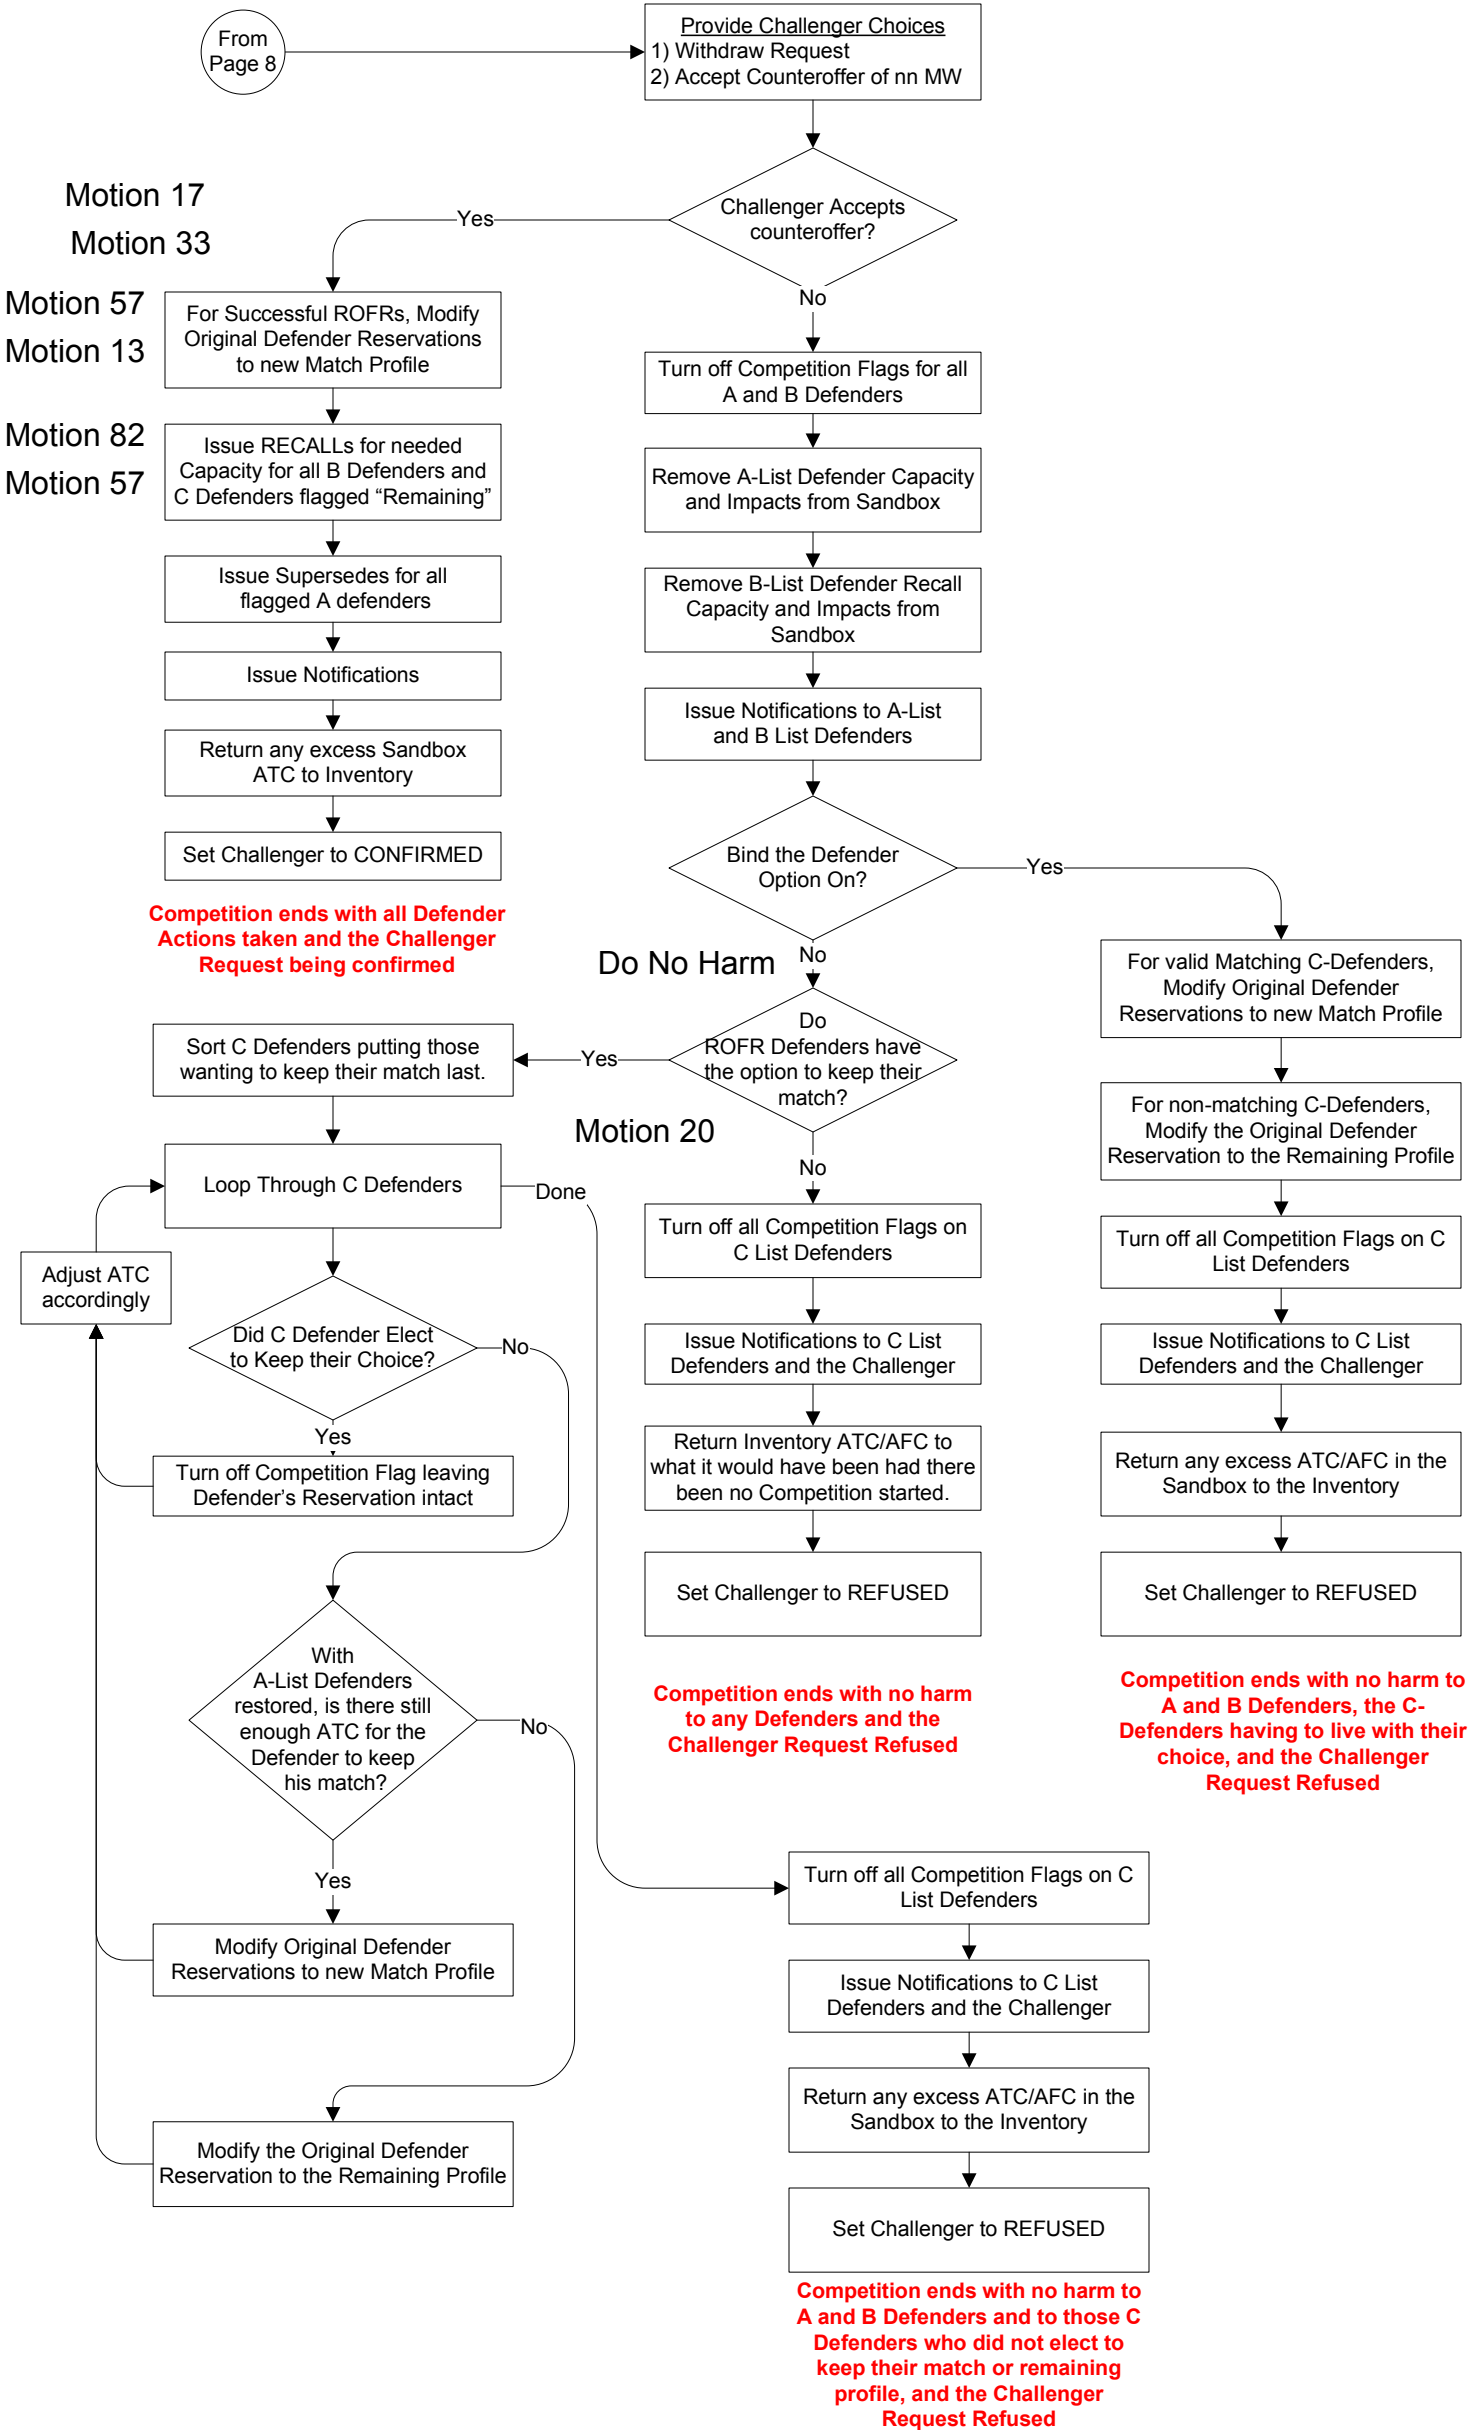 From
Page 8
Provide Challenger Choices
1) Withdraw Request
2) Accept Counteroffer of nn MW
Motion 17
Motion 33
Yes
Challenger Accepts
counteroffer?
No
Motion 57
Motion 13
For Successful ROFRs, Modify
Original Defender Reservations
to new Match Profile
Motion 82
Motion 57
Issue RECALLs for needed
Capacity for all B Defenders and
C Defenders flagged “Remaining”
Issue Supersedes for all
flagged A defenders
Issue Notifications
Return any excess Sandbox
ATC to Inventory
Set Challenger to CONFIRMED
Competition ends with all Defender
Actions taken and the Challenger
Request being confirmed
Turn off Competition Flags for all
A and B Defenders
Remove A-List Defender Capacity
and Impacts from Sandbox
Remove B-List Defender Recall
Capacity and Impacts from
Sandbox
Issue Notifications to A-List
and B List Defenders
Bind the Defender
Option On?
Yes
No
Do No Harm
For valid Matching C-Defenders,
Modify Original Defender
Reservations to new Match Profile
For non-matching C-Defenders,
Modify the Original Defender
Reservation to the Remaining Profile
Turn off all Competition Flags on C
List Defenders
Issue Notifications to C List
Defenders and the Challenger
Return any excess ATC/AFC in the
Sandbox to the Inventory
Set Challenger to REFUSED
Competition ends with no harm to
A and B Defenders, the C-
Defenders having to live with their
choice, and the Challenger
Request Refused
Do
ROFR Defenders have
the option to keep their
match?
Yes
Motion 20
No
Turn off all Competition Flags on
C List Defenders
Issue Notifications to C List
Defenders and the Challenger
Return Inventory ATC/AFC to
what it would have been had there
been no Competition started.
Set Challenger to REFUSED
Competition ends with no harm
to any Defenders and the
Challenger Request Refused
Sort C Defenders putting those
wanting to keep their match last.
Loop Through C Defenders
Done
Adjust ATC
accordingly
Did C Defender Elect
to Keep their Choice?
No
Yes
Turn off Competition Flag leaving
Defender’s Reservation intact
With
A-List Defenders
restored, is there still
enough ATC for the
Defender to keep
his match?
No
Yes
Modify Original Defender
Reservations to new Match Profile
Modify the Original Defender
Reservation to the Remaining Profile
Turn off all Competition Flags on C
List Defenders
Issue Notifications to C List
Defenders and the Challenger
Return any excess ATC/AFC in the
Sandbox to the Inventory
Set Challenger to REFUSED
Competition ends with no harm to
A and B Defenders and to those C
Defenders who did not elect to
keep their match or remaining
profile, and the Challenger
Request Refused